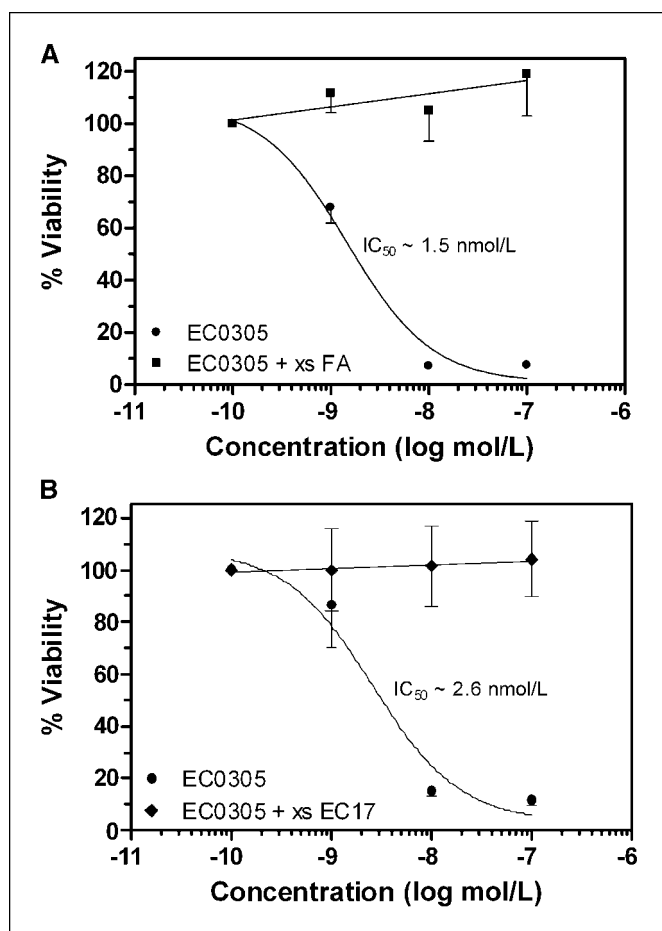 A
120
100
80
60
40
20
0
% Viability
IC50 ~ 1.5 nmol/L
EC0305
EC0305 + xs FA
-11 -10 -9 -8 -7 -6
Concentration (log mol/L)
B
120
100
80
60
40
20
0
% Viability
IC50 ~ 2.6 nmol/L
EC0305
EC0305 + xs EC17
-11 -10 -9 -8 -7 -6
Concentration (log mol/L)